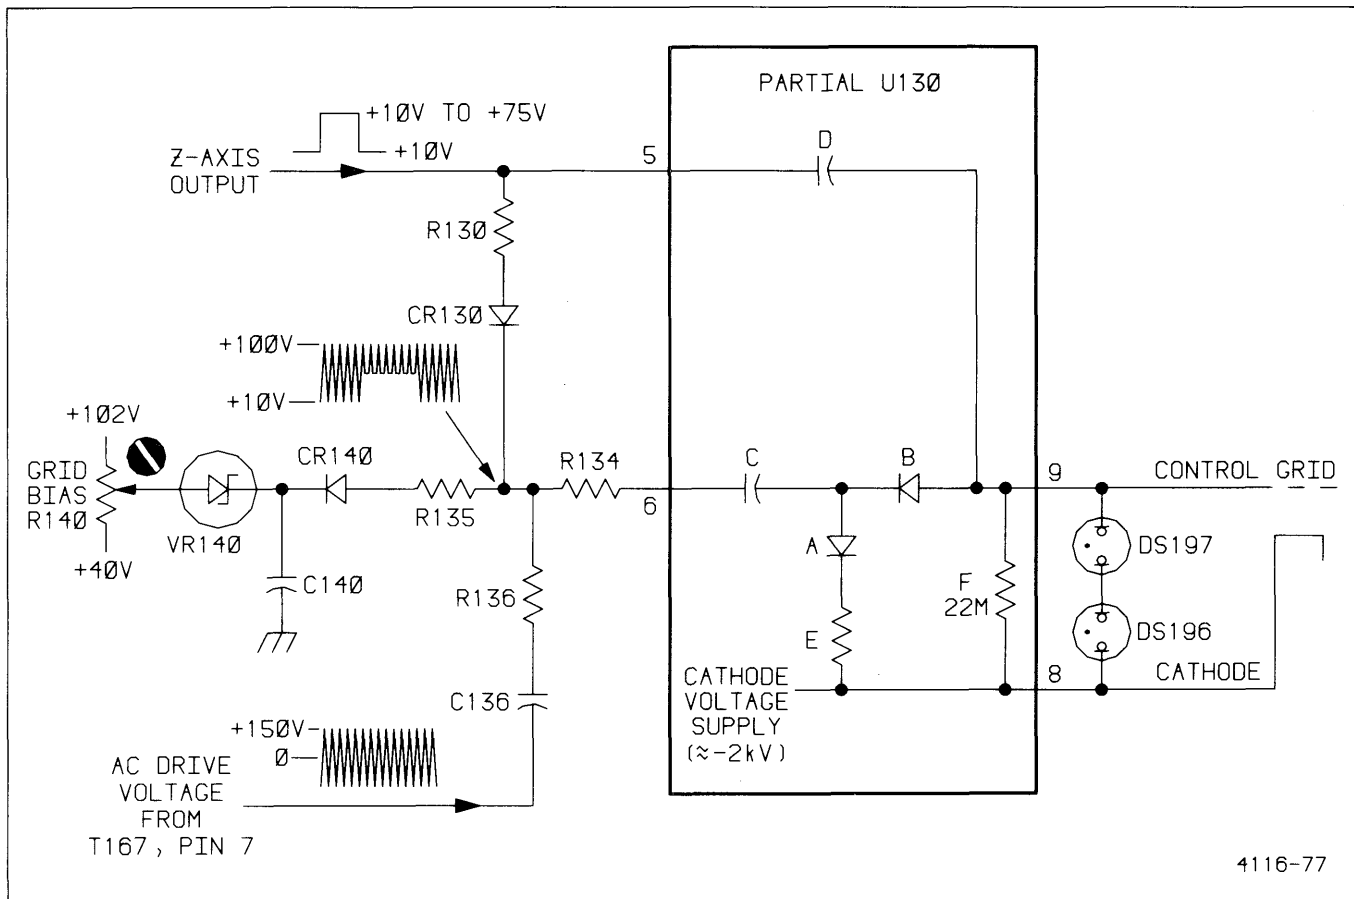 PARTIAL U13Ø
+1ØV TO +75V
+1ØV
Z-AXIS
OUTPUT
5
D
R13Ø
CR13Ø
+1ØØV
+1ØV
+1Ø2V
GRID
BIAS
R14Ø
+4ØV
VR14Ø
CR14Ø
R135
R134
6
C
B
9
CONTROL GRID
C14Ø
R136
A
E
F
22M
DS197
DS196
8
CATHODE
CATHODE
VOLTAGE
SUPPLY
(≈-2kV)
C136
+15ØV
Ø
AC DRIVE
VOLTAGE
FROM
T167, PIN 7
4116-77